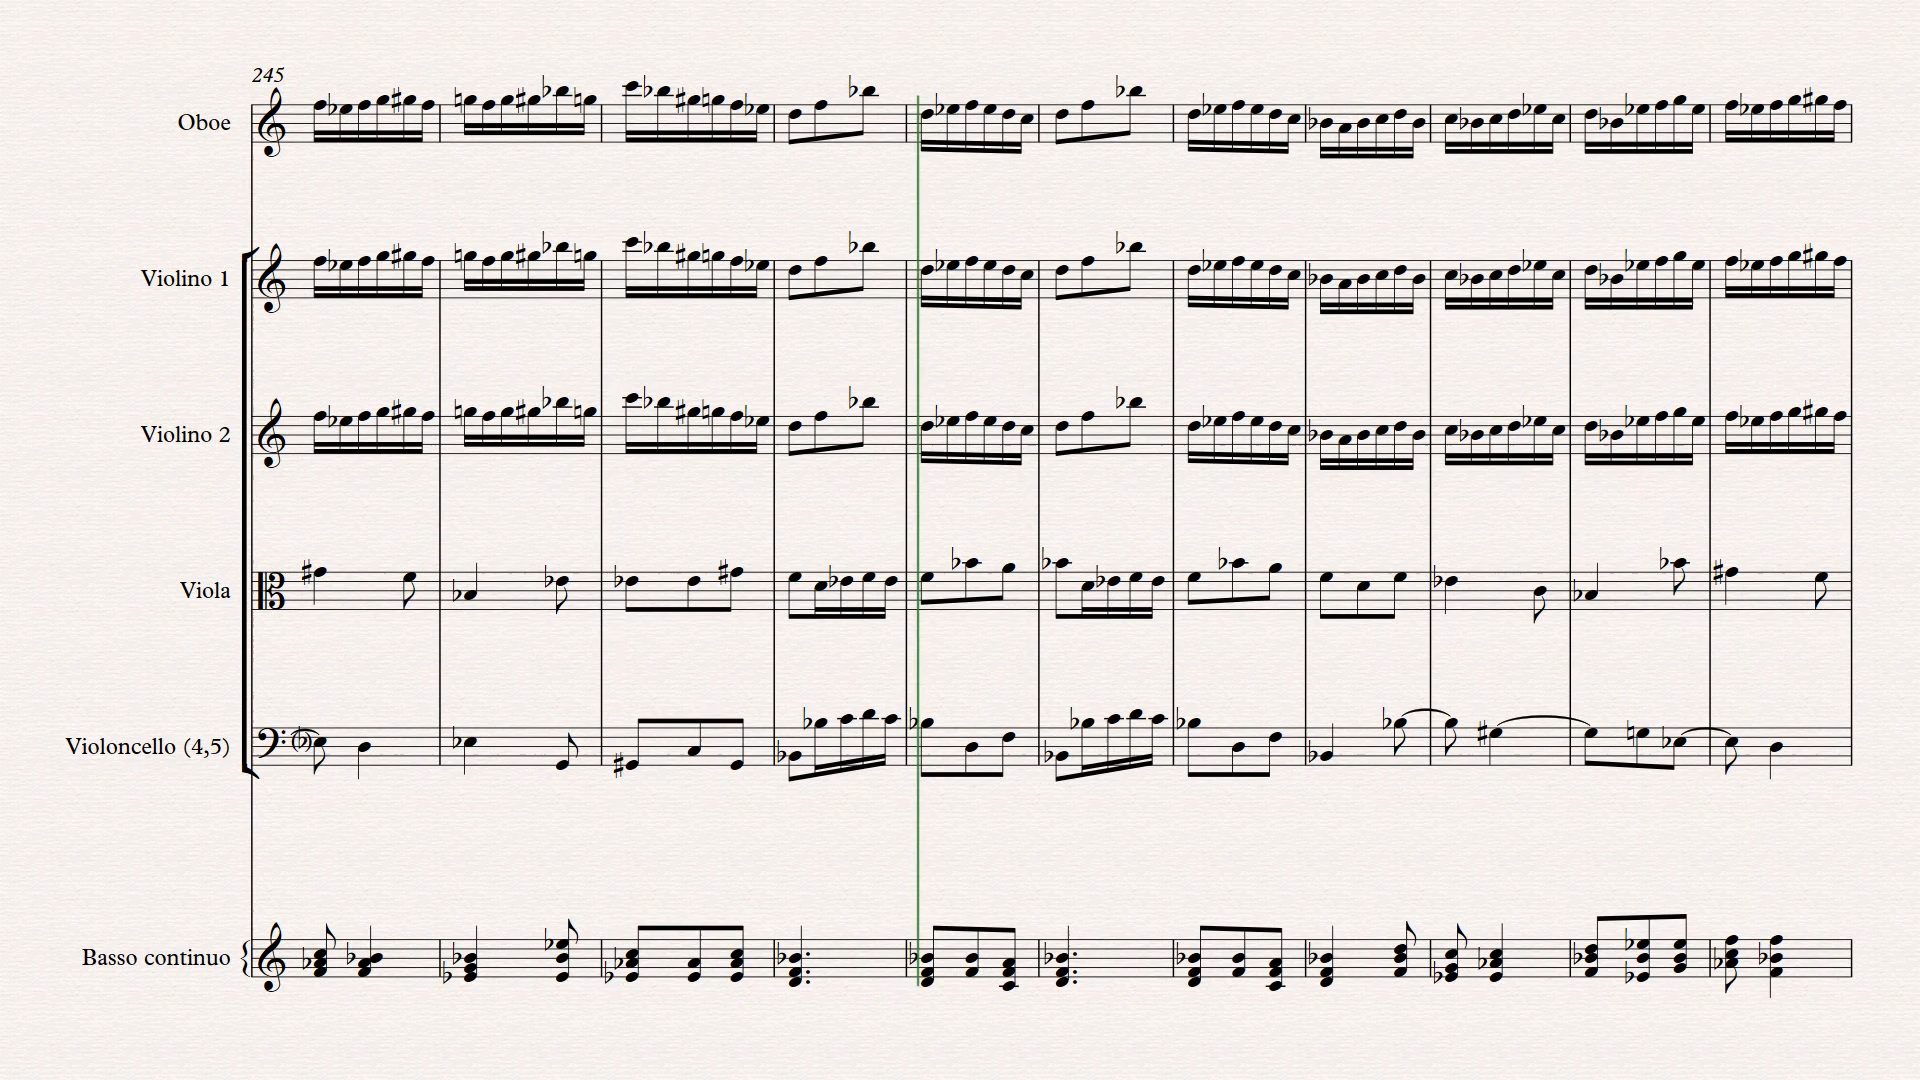 245
Oboe
Violino 1
Violino 2
Viola
Violoncello (4,5)
Basso continuo